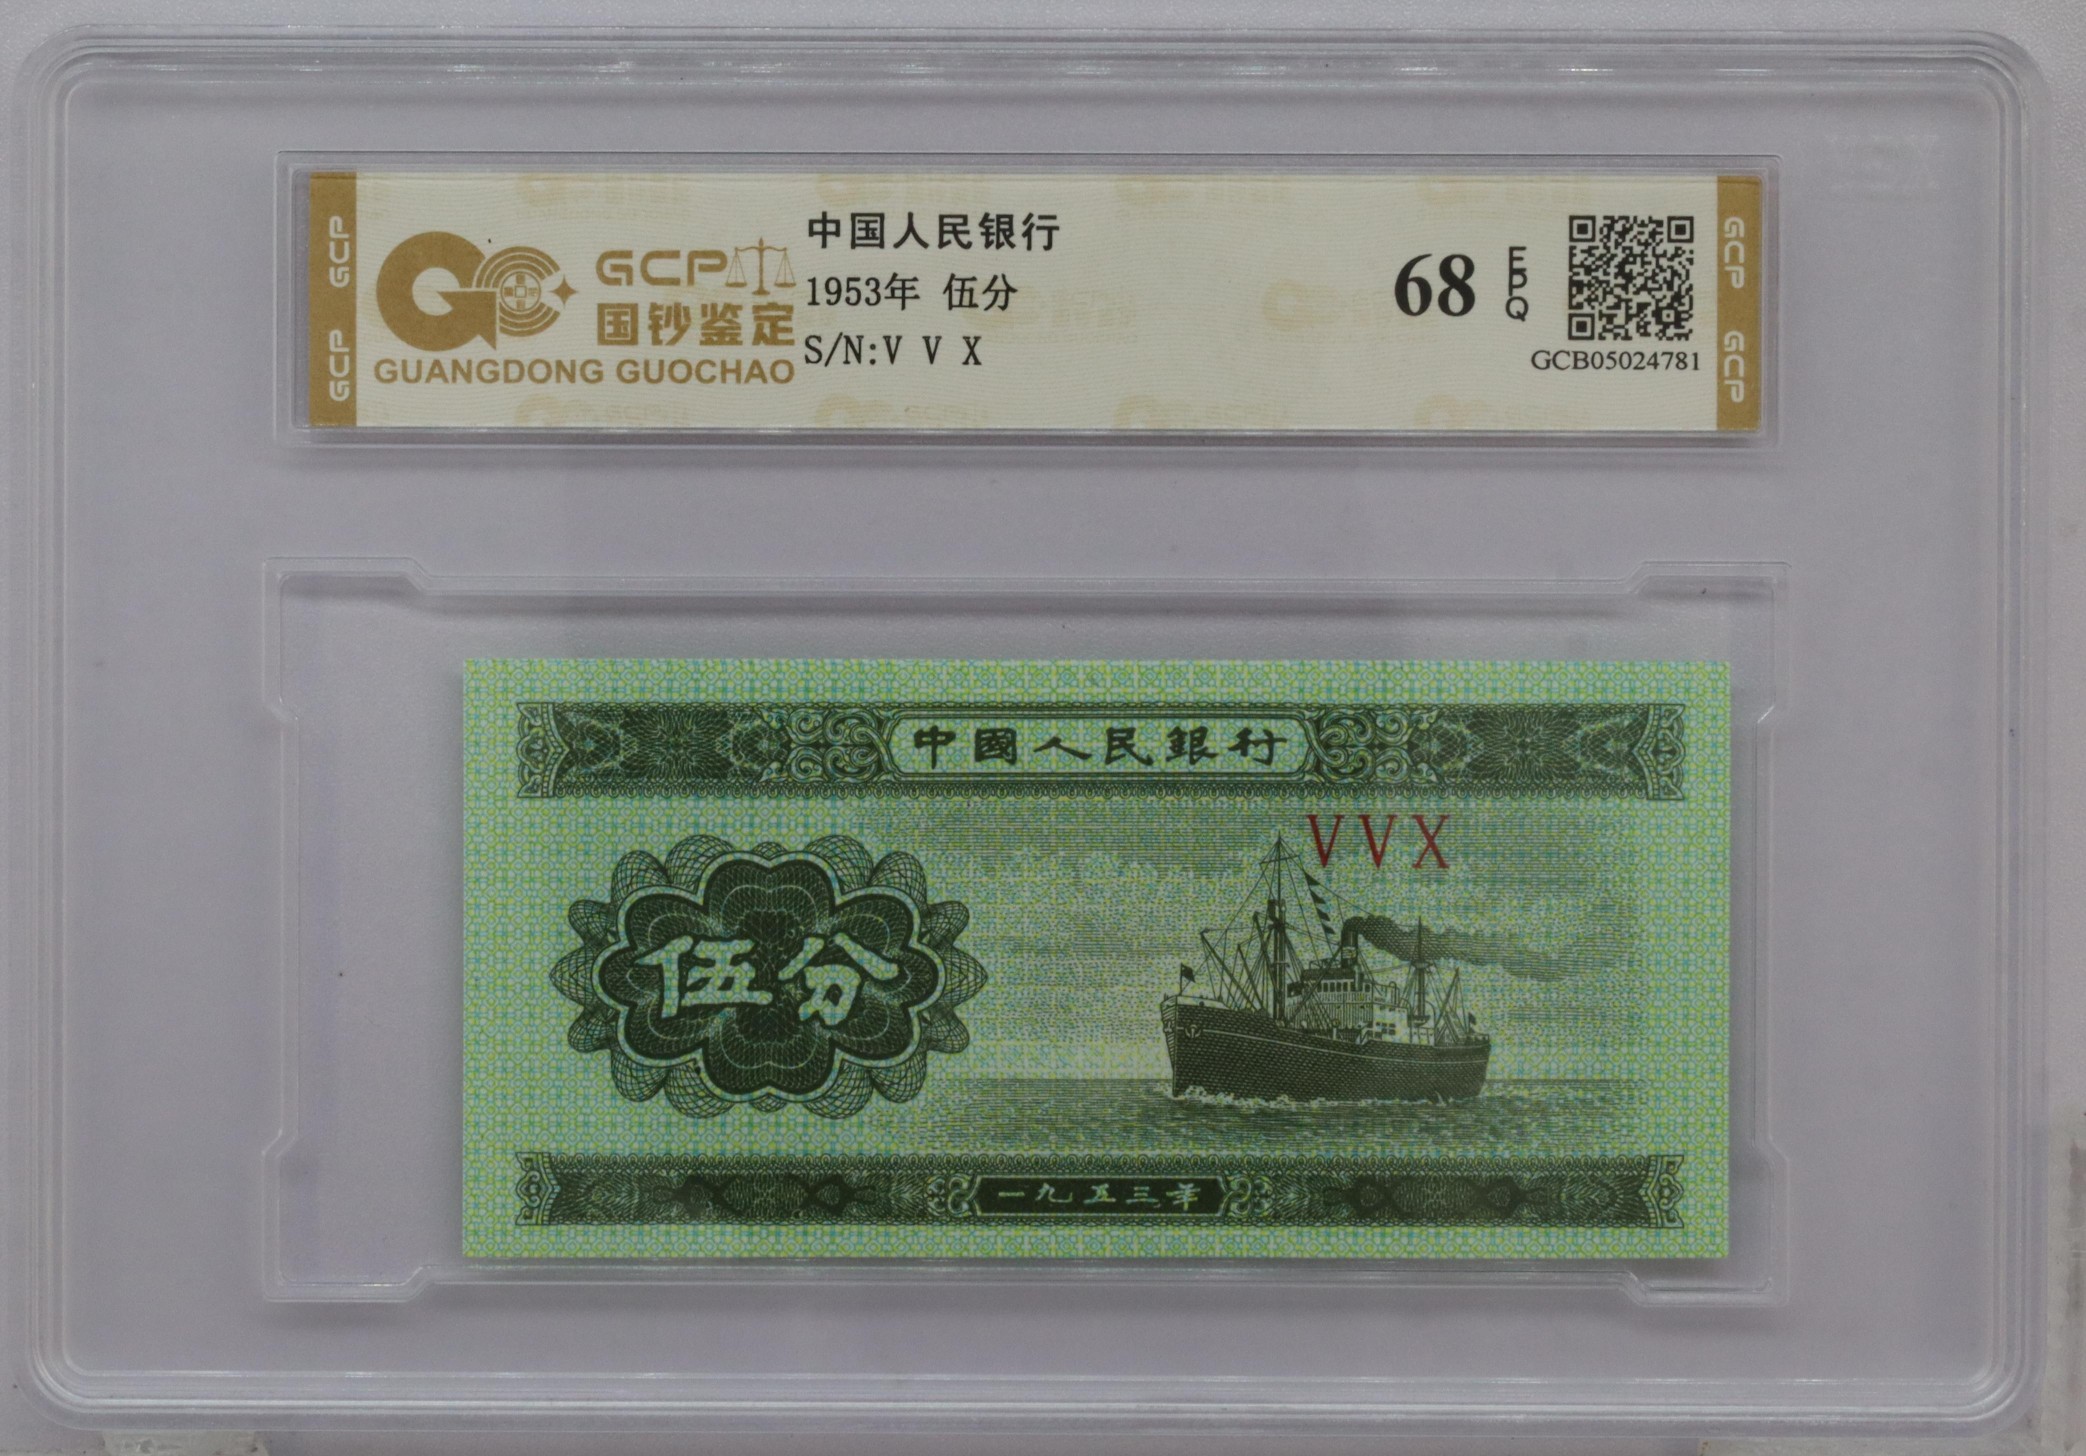 中国人民银行
1953年 伍分
S/N:V V X
GCP
国钞鉴定
GUANGDONG GUOCHAO
68 EPQ
GCB05024781
GCP GCP
GCP GCP
中國人民銀行
VVX
伍分
一九五三年